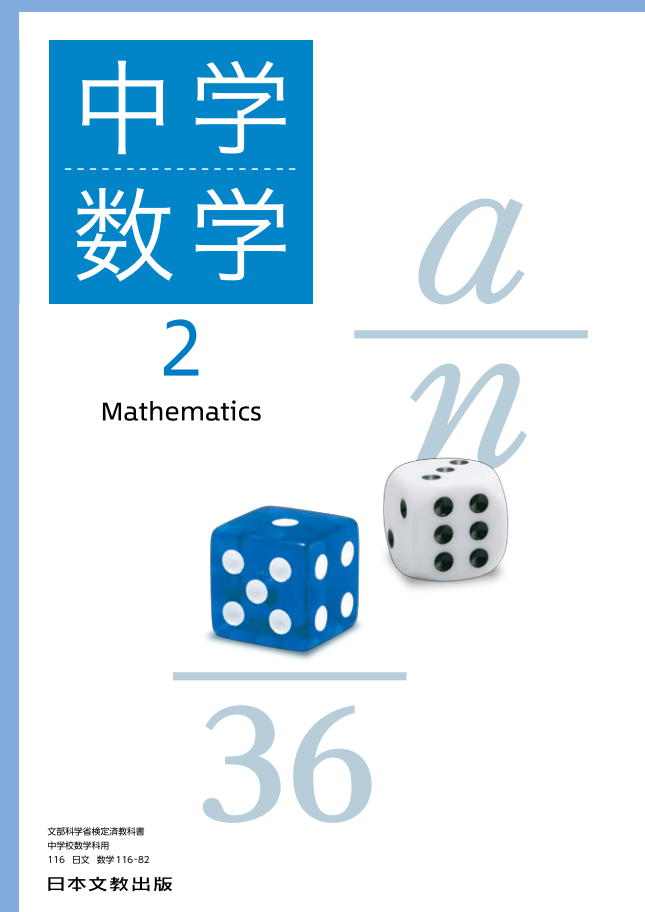 中学
数学
2
Mathematics
a
n
36
文部科学省検定済教科書
中学校数学科用
116 日文 数学116-82
日本文教出版